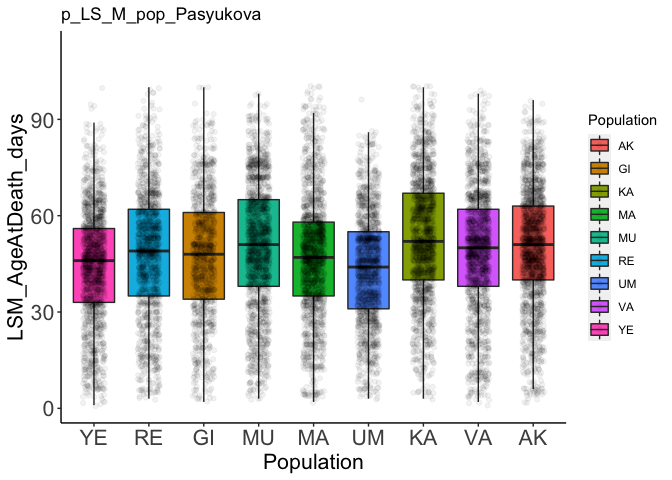 p_LS_M_pop_Pasyukova
LSM_AgeAtDeath_days
90
60
30
0
YE RE GI MU MA UM KA VA AK
Population
Population
AK
GI
KA
MA
MU
RE
UM
VA
YE